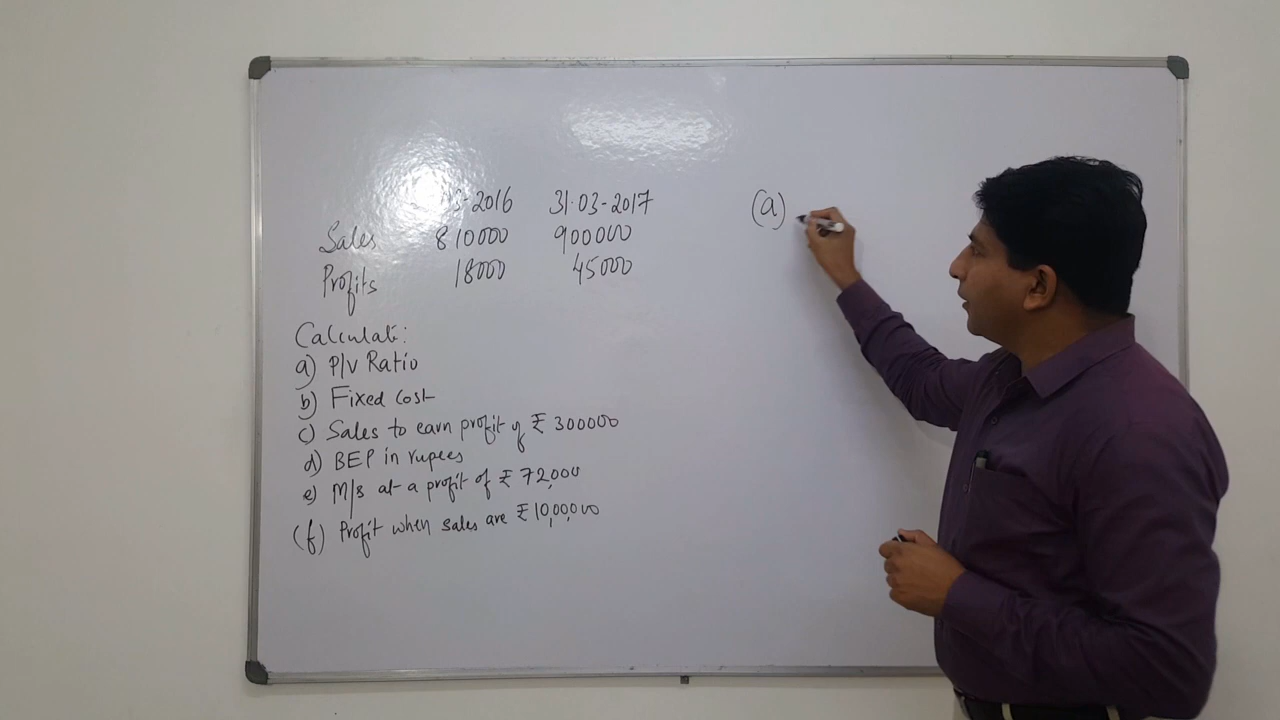 03-2016 31.03-2017
Sales 810000 900000
Profits 18000 45000
Calculate:
a) P/V Ratio
b) Fixed Cost
c) Sales to earn profit of ₹ 300000
d) BEP in rupees
e) M/s at a profit of ₹ 72,000
(f) Profit when sales are ₹ 10,00,000
(a)